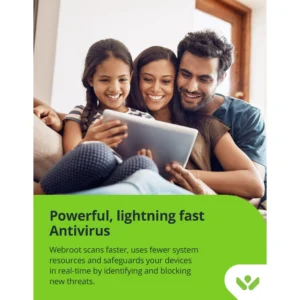 Powerful, lightning fast
Antivirus
Webroot scans faster, uses fewer system
resources and safeguards your devices
in real-time by identifying and blocking
new threats.